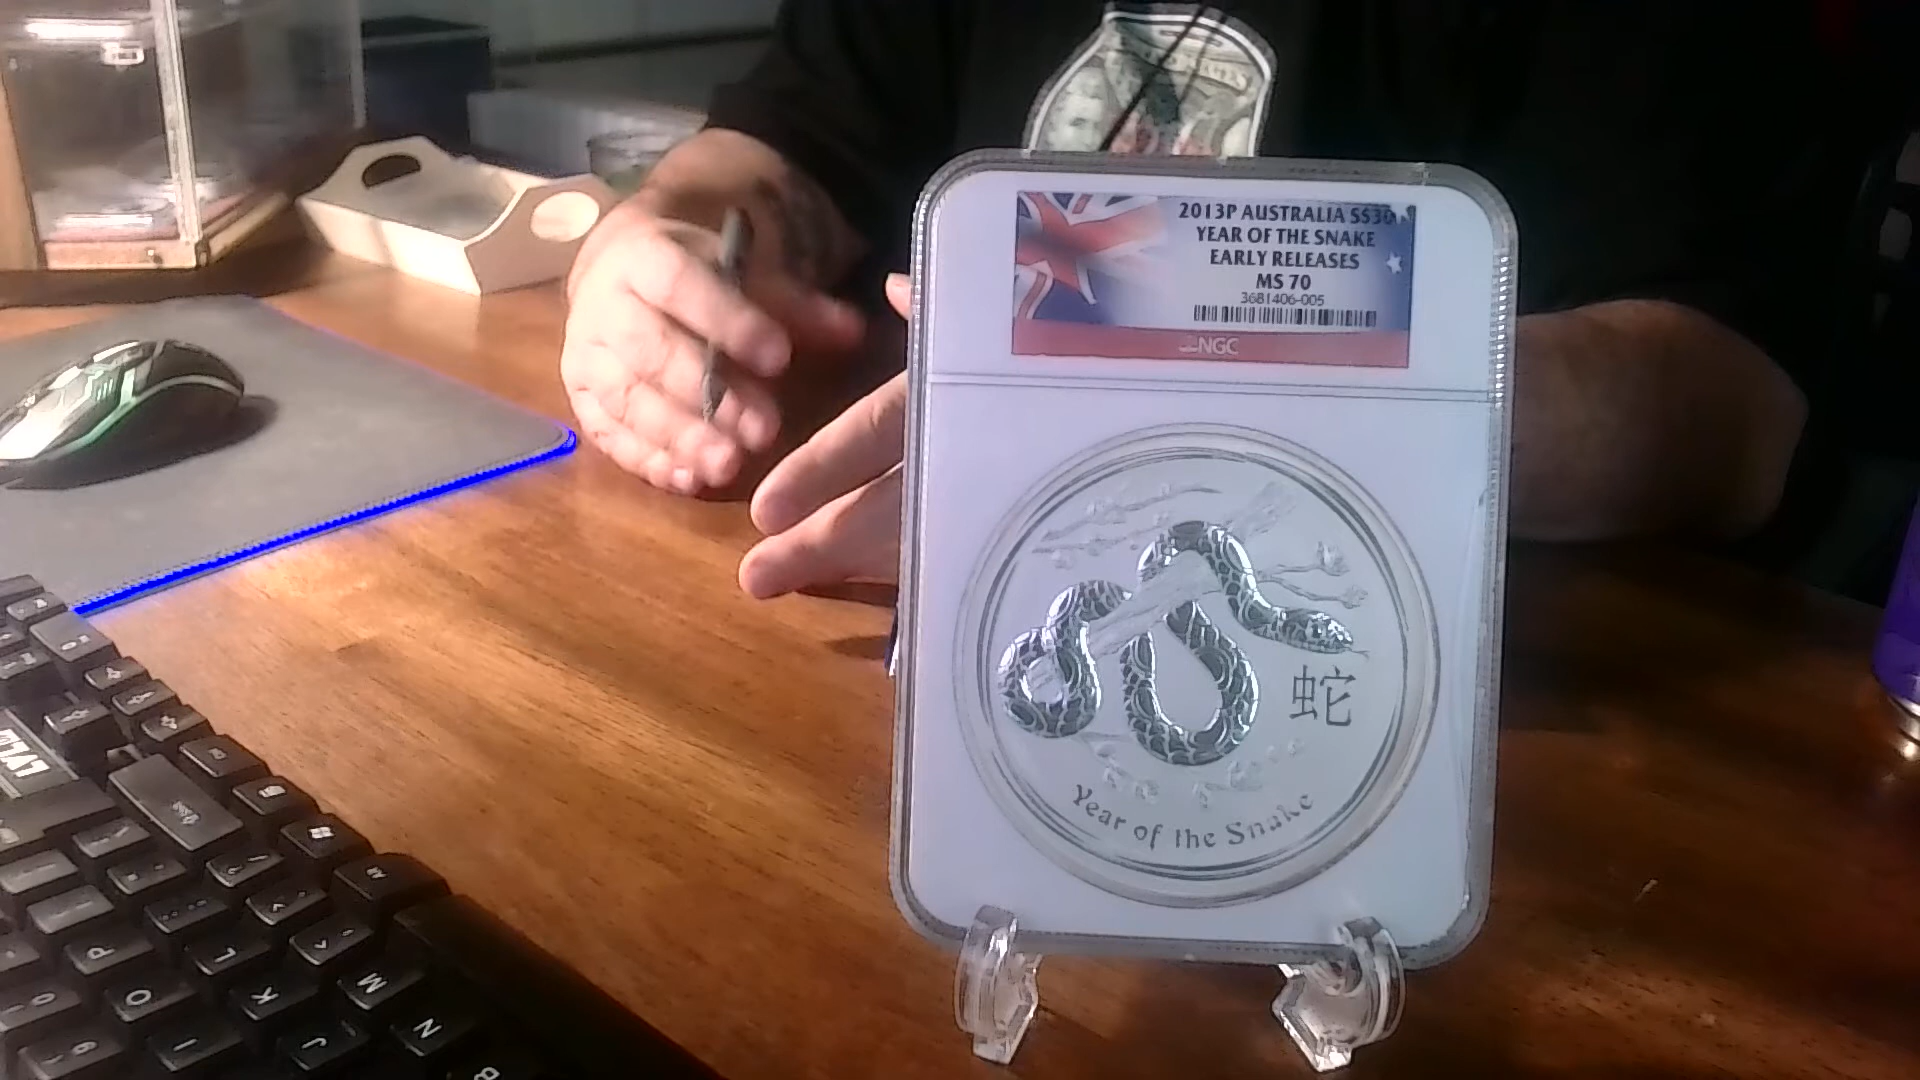 2013P AUSTRALIA S$30
YEAR OF THE SNAKE
EARLY RELEASES
MS 70
3681406-005
NGC
蛇
Year of the Snake
P
O
L
K
M
I
J
N
B